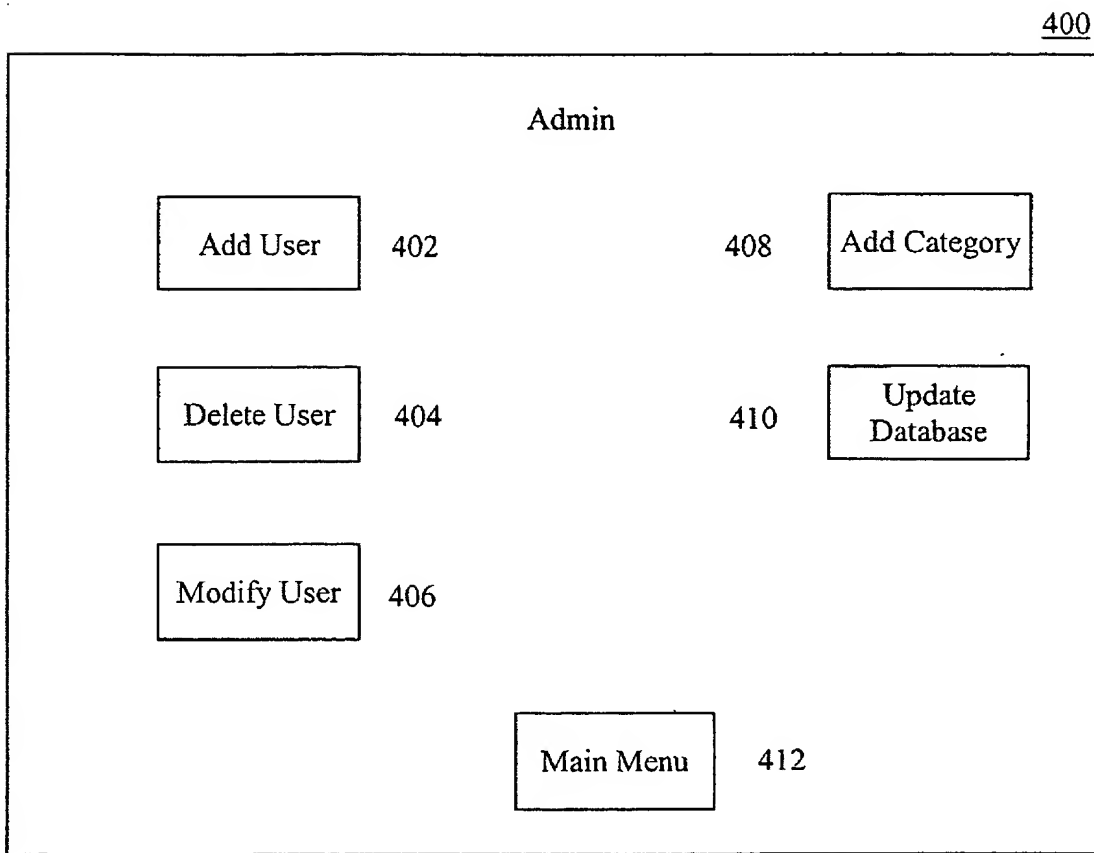 400
Admin
Add User 402
408 Add Category
Delete User 404
410 Update
Database
Modify User 406
Main Menu 412